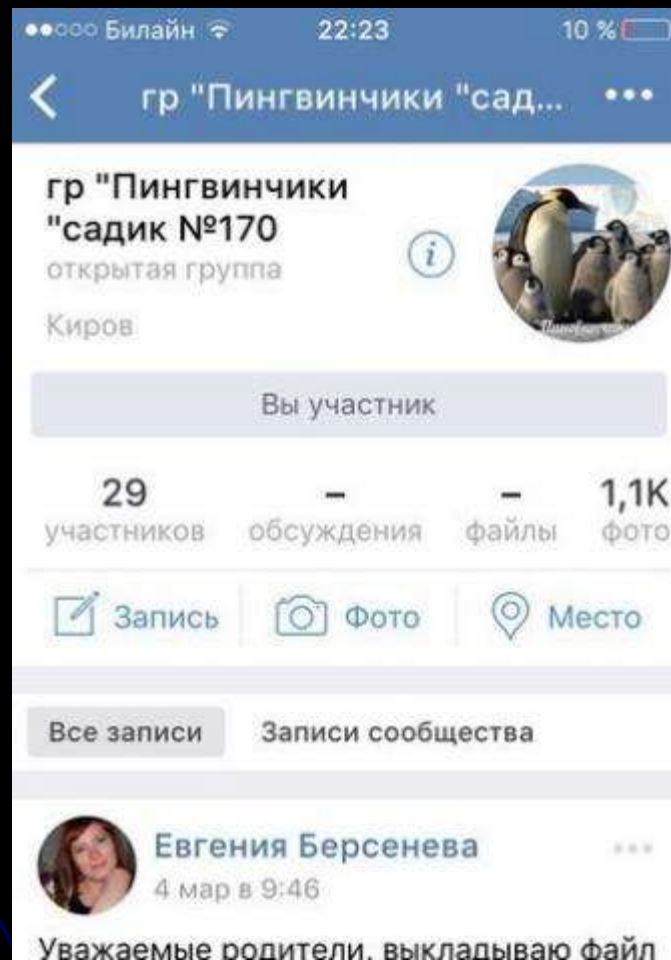 Билайн 22:23 10 %
гр "Пингвинчики "сад...
гр "Пингвинчики
"садик №170
открытая группа
Киров
Пингвинчики
Вы участник
29 – – 1,1K
участников обсуждения файлы фото
Запись Фото Место
Все записи Записи сообщества
Евгения Берсенева
4 мар в 9:46
Уважаемые родители, выкладываю файл